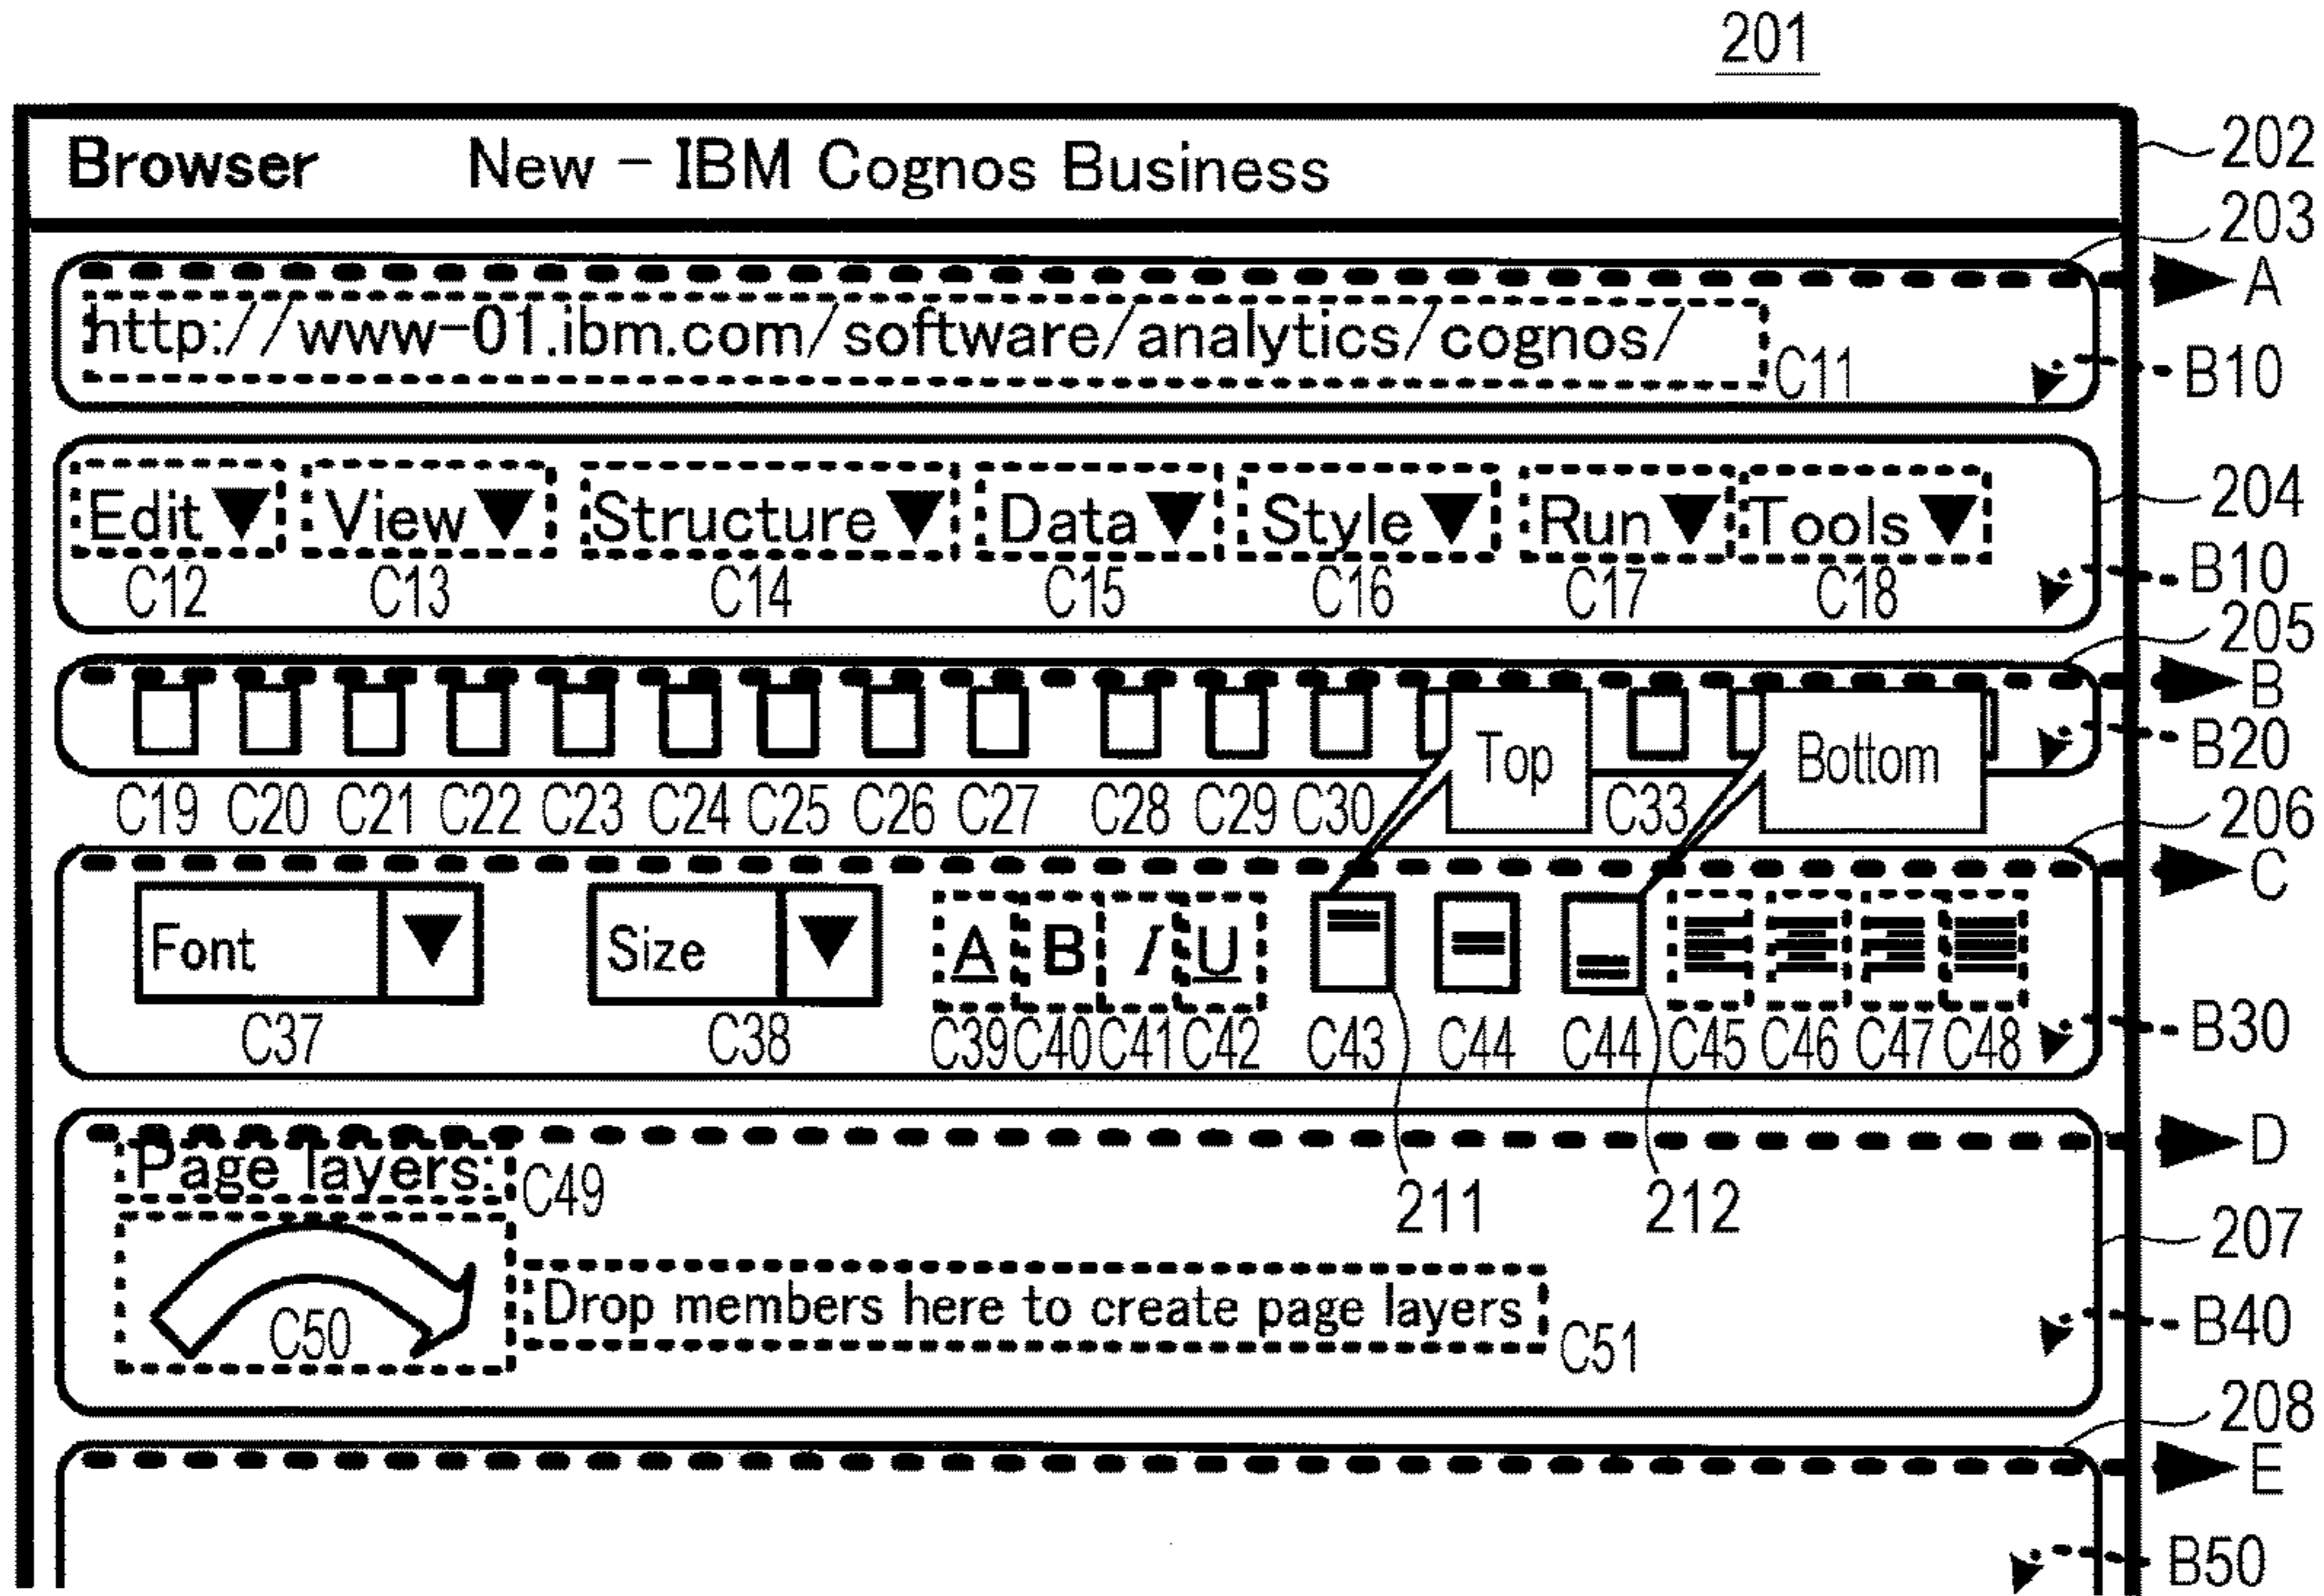 201
Browser New - IBM Cognos Business 202
203
A
http://www-01.ibm.com/software/analytics/cognos/ C11 B10
Edit▼ View▼ Structure▼ Data▼ Style▼ Run▼ Tools▼ 204
C12 C13 C14 C15 C16 C17 C18 B10
205
B
Top Bottom B20
C19 C20 C21 C22 C23 C24 C25 C26 C27 C28 C29 C30 C33 206
C
Font ▼ Size ▼ A B I U
C37 C38 C39 C40 C41 C42 C43 C44 C44 C45 C46 C47 C48 B30
D
Page layers: C49 211 212
207
C50 Drop members here to create page layers C51 B40
208
E
B50